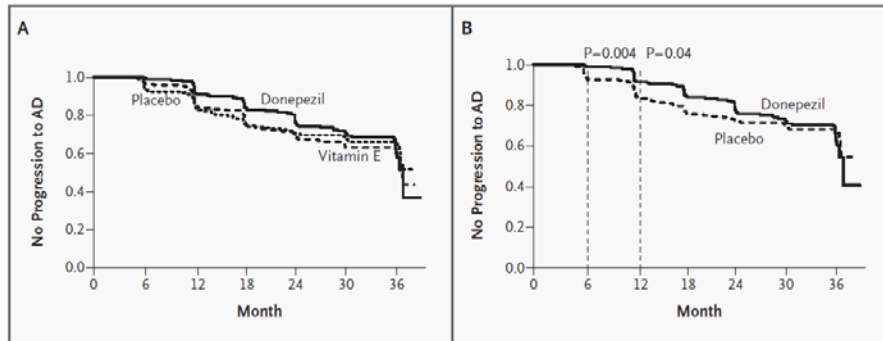 A
No Progression to AD
1.0
0.8
0.6
0.4
0.2
0.0
Placebo
Donepezil
Vitamin E
0 6 12 18 24 30 36
Month
B
P=0.004 P=0.04
No Progression to AD
1.0
0.8
0.6
0.4
0.2
0.0
Donepezil
Placebo
0 6 12 18 24 30 36
Month